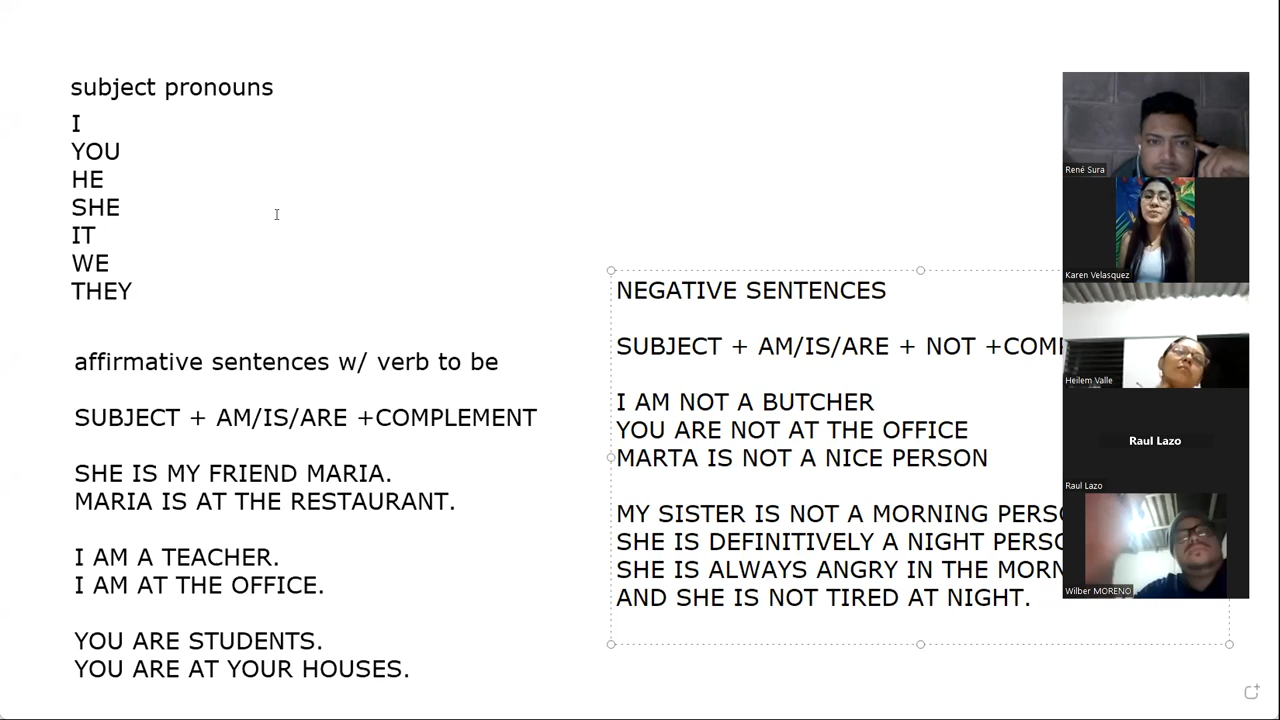 subject pronouns
I
YOU
HE
SHE
IT
WE
THEY
affirmative sentences w/ verb to be
SUBJECT + AM/IS/ARE +COMPLEMENT
SHE IS MY FRIEND MARIA.
MARIA IS AT THE RESTAURANT.
I AM A TEACHER.
I AM AT THE OFFICE.
YOU ARE STUDENTS.
YOU ARE AT YOUR HOUSES.
NEGATIVE SENTENCES
SUBJECT + AM/IS/ARE + NOT +COM
I AM NOT A BUTCHER
YOU ARE NOT AT THE OFFICE
MARTA IS NOT A NICE PERSON
MY SISTER IS NOT A MORNING PERS
SHE IS DEFINITIVELY A NIGHT PERS
SHE IS ALWAYS ANGRY IN THE MORN
AND SHE IS NOT TIRED AT NIGHT.
René Sura
Karen Velasquez
Heilem Valle
Raul Lazo
Raul Lazo
Wilber MORENO